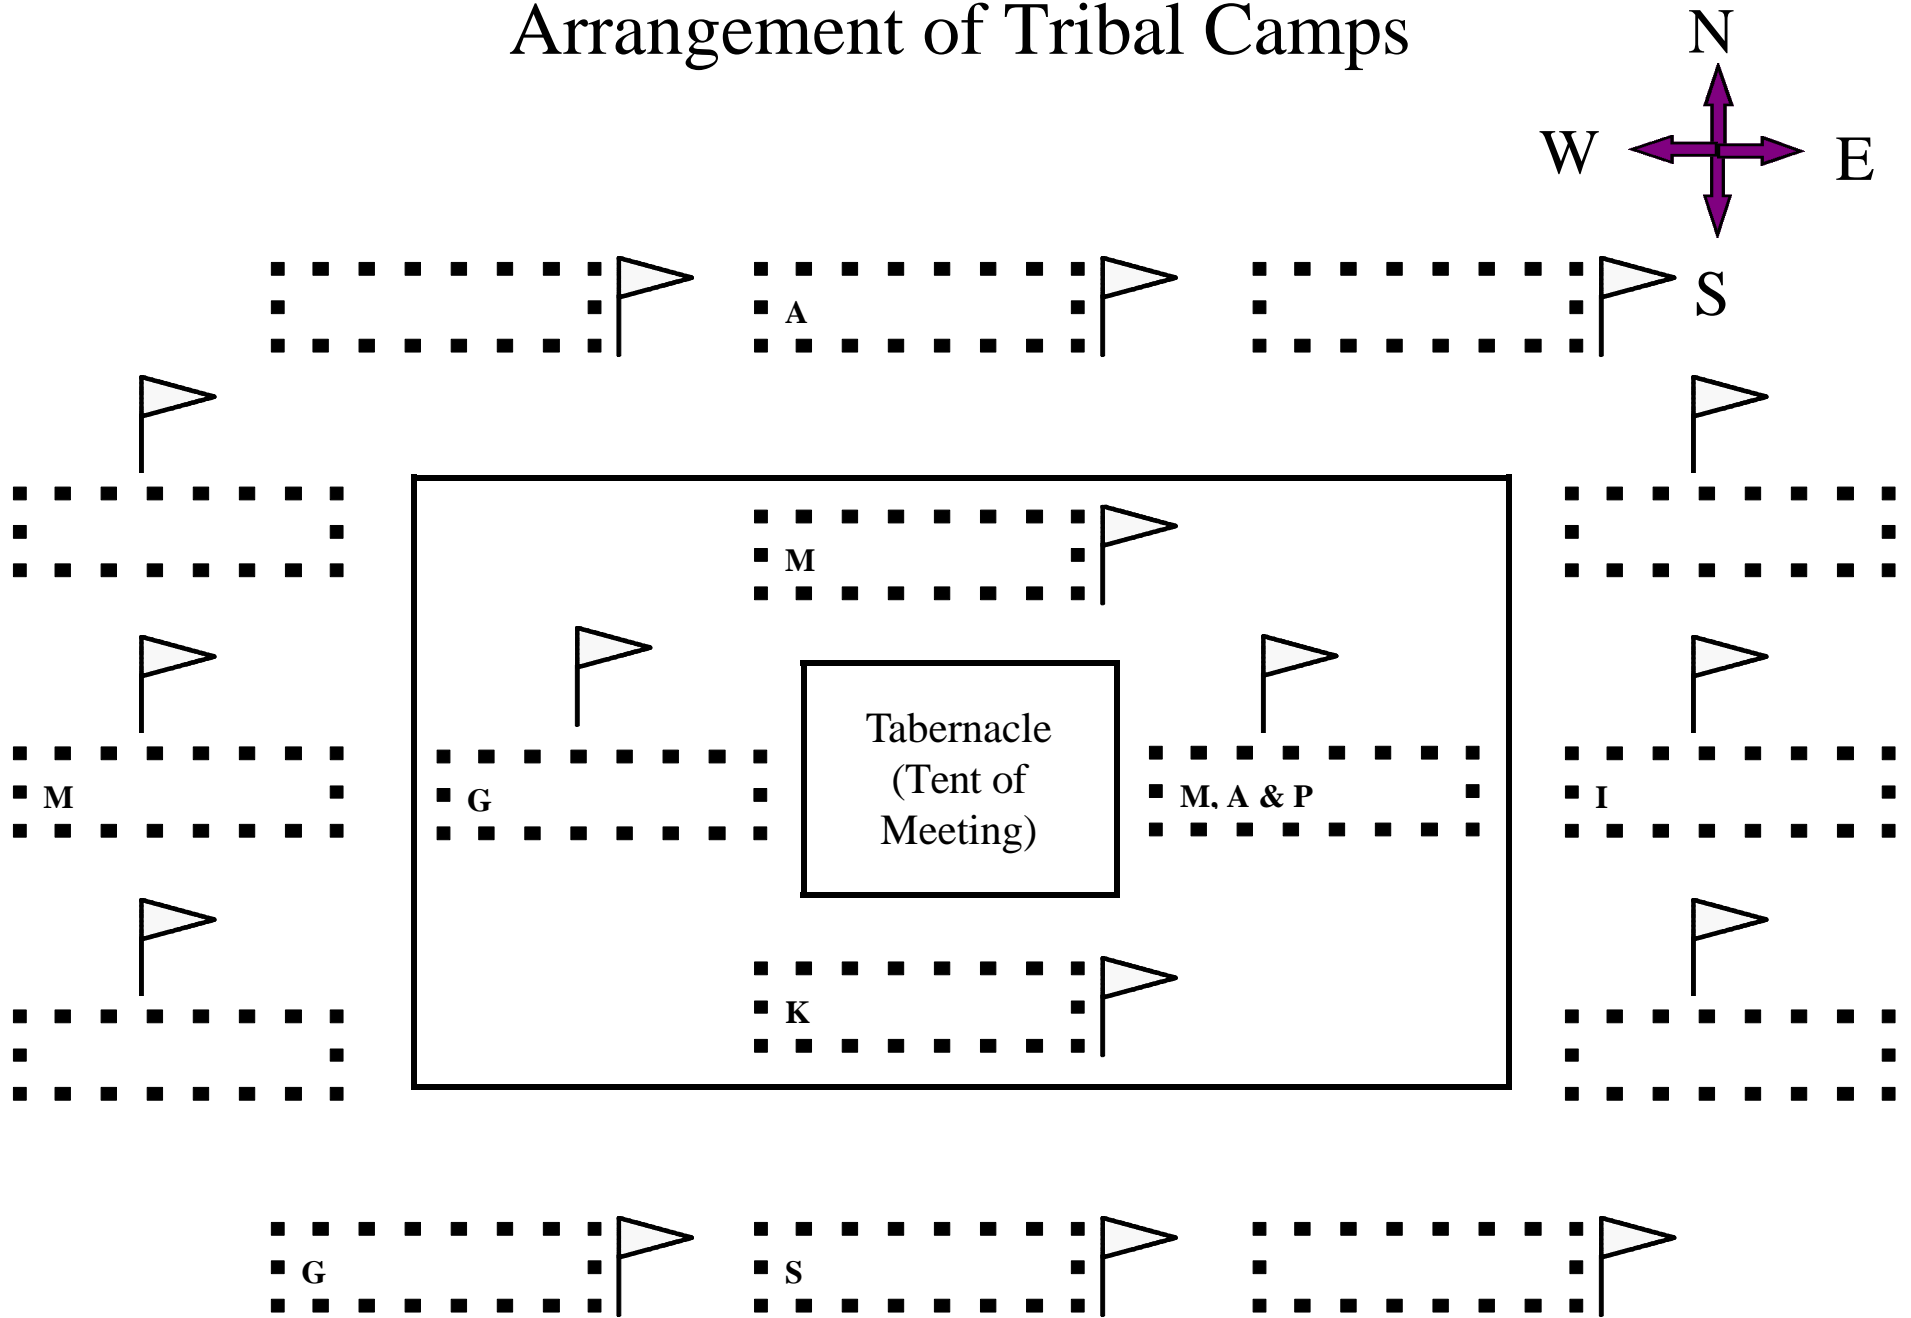 Arrangement of Tribal Camps
N
W
E
S
A
M
G
Tabernacle
(Tent of
Meeting)
M, A & P
M
I
K
G
S